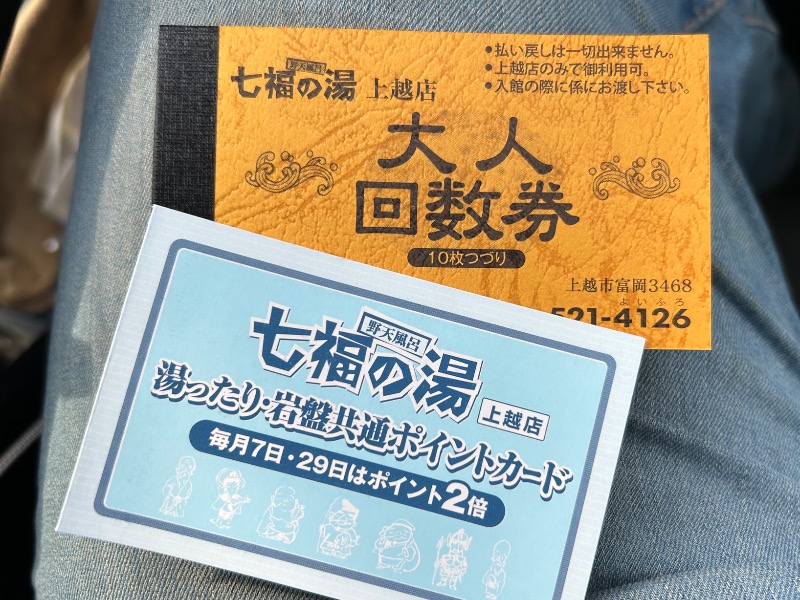 野天風呂
七福の湯 上越店
●払い戻しは一切出来ません。
●上越店のみで御利用可。
●入館の際に係にお渡し下さい。
大人
回数券
10枚つづり
上越市富岡3468
よいふろ
521-4126
野天風呂
七福の湯 上越店
湯ったり・岩盤共通ポイントカード
毎月7日・29日はポイント2倍